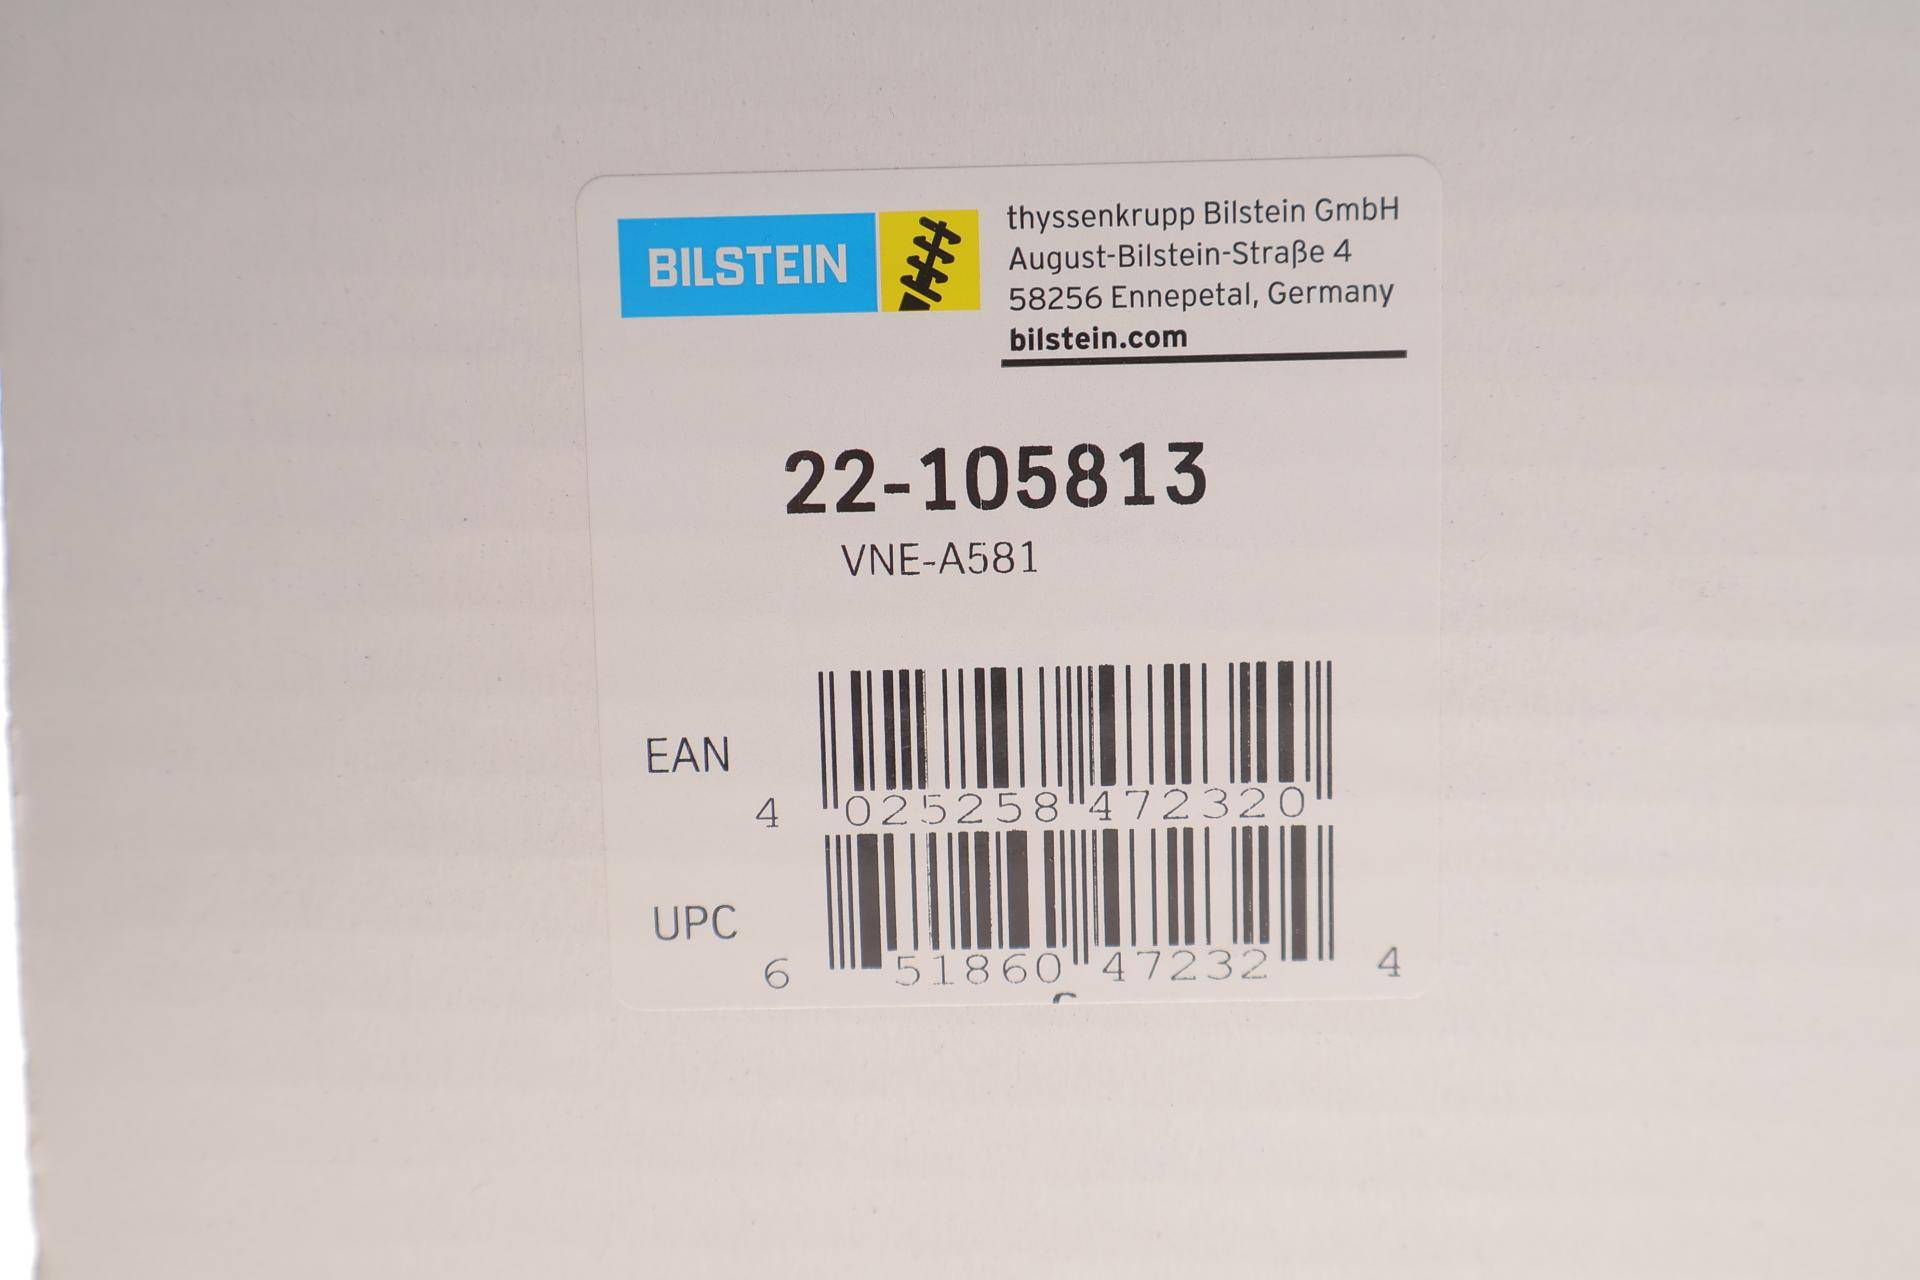 BILSTEIN
thyssenkrupp Bilstein GmbH
August-Bilstein-Straße 4
58256 Ennepetal, Germany
bilstein.com
22-105813
VNE-A581
EAN
4 025258 472320
UPC
6 51860 47232 4